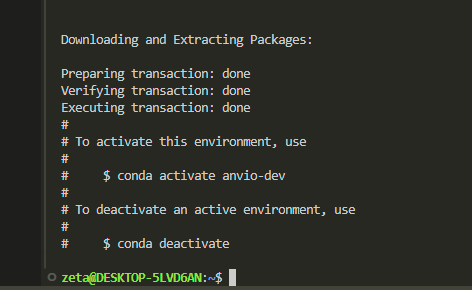 Downloading and Extracting Packages:
Preparing transaction: done
Verifying transaction: done
Executing transaction: done
#
# To activate this environment, use
#
#     $ conda activate anvio-dev
#
# To deactivate an active environment, use
#
#     $ conda deactivate
zeta@DESKTOP-5LVD6AN:~$